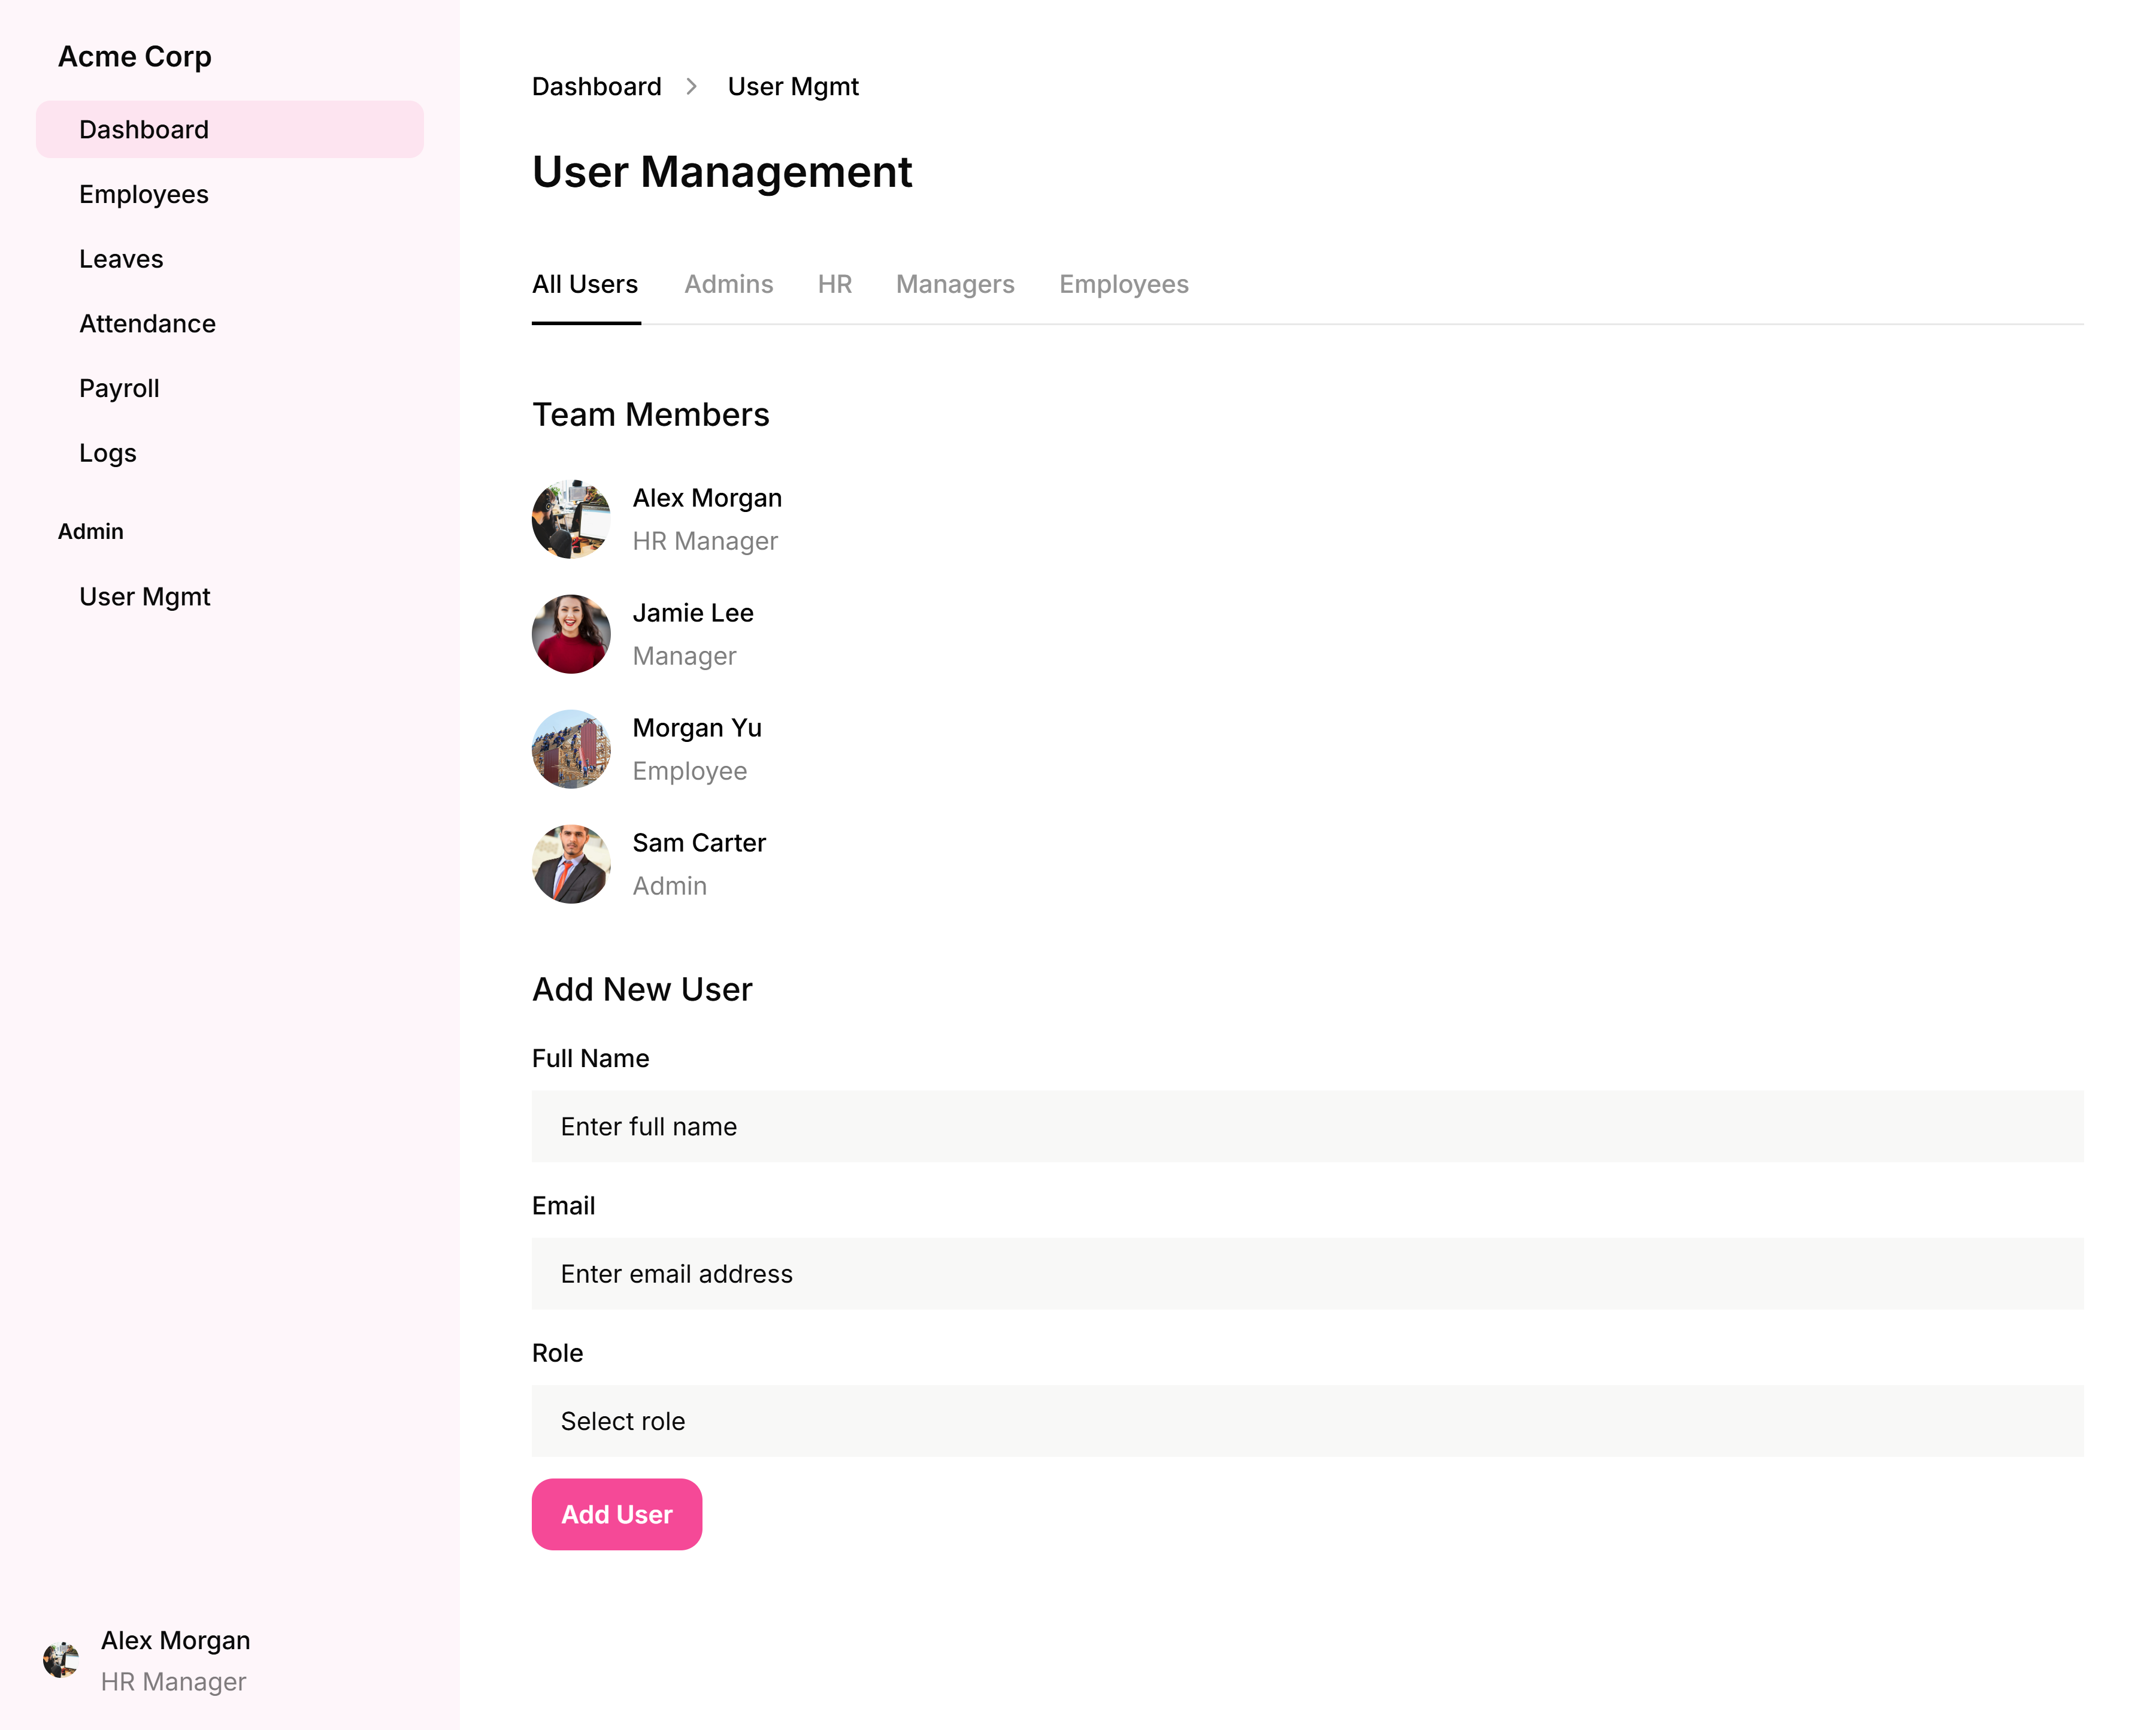 Acme Corp
Dashboard
Employees
Leaves
Attendance
Payroll
Logs
Admin
User Mgmt
Alex Morgan
HR Manager
Dashboard > User Mgmt
User Management
All Users Admins HR Managers Employees
Team Members
Alex Morgan
HR Manager
Jamie Lee
Manager
Morgan Yu
Employee
Sam Carter
Admin
Add New User
Full Name
Enter full name
Email
Enter email address
Role
Select role
Add User